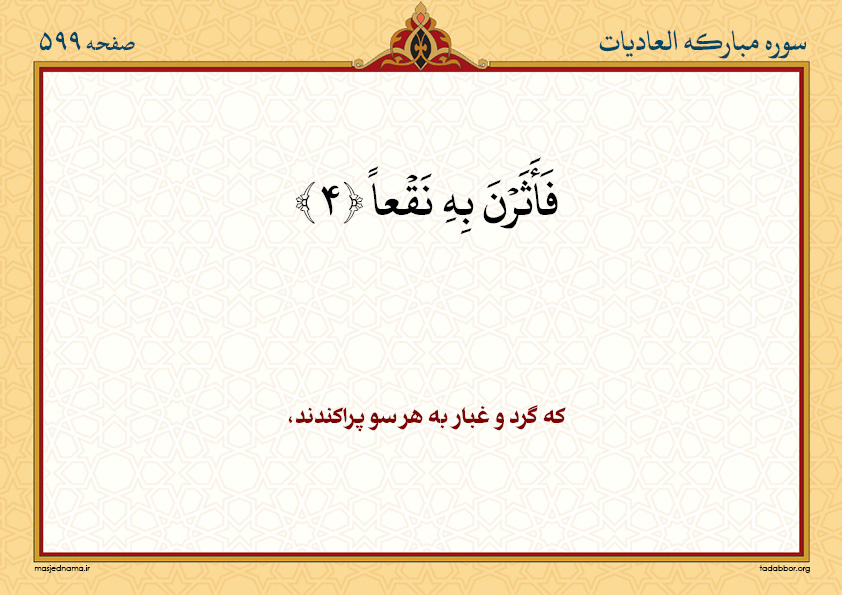 سوره مبارکه العادیات
صفحه ۵۹۹
فَأَثَرْنَ بِهِ نَقْعاً ﴿۴﴾
که گرد و غبار به هر سو پراکندند،
masjednama.ir
tadabbor.org